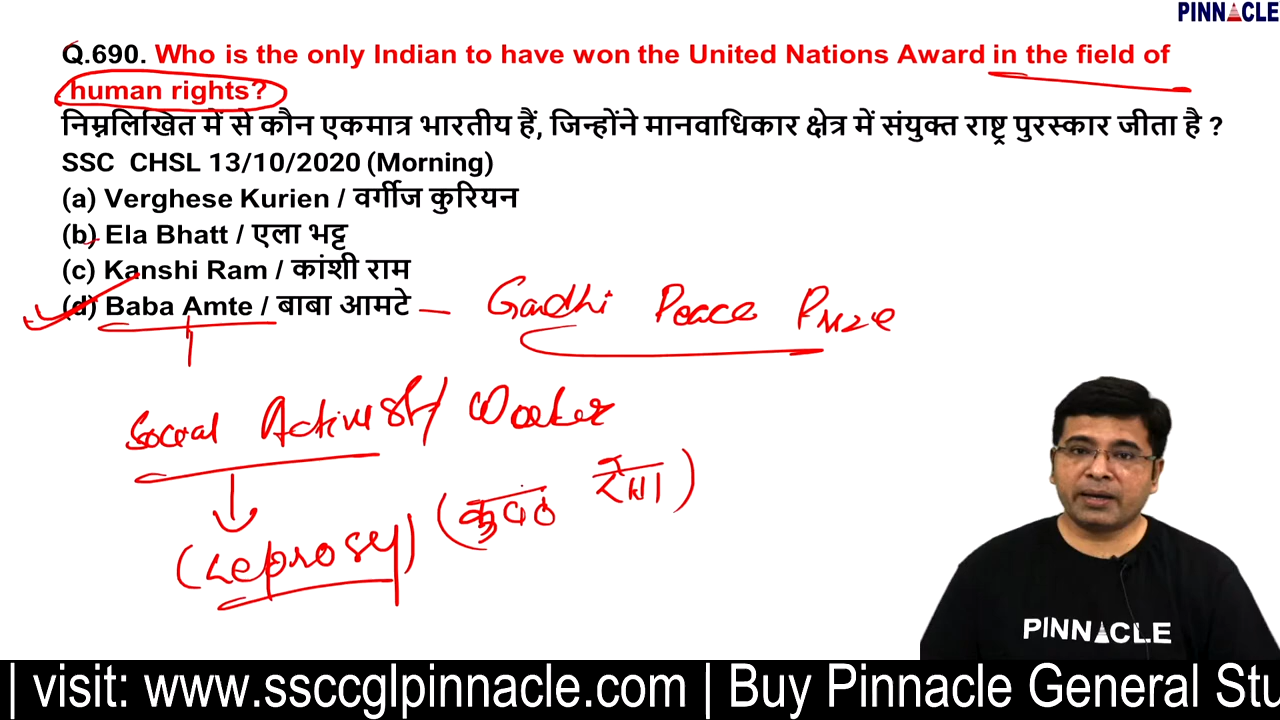 PINNACLE
Q.690. Who is the only Indian to have won the United Nations Award in the field of
human rights?
निम्नलिखित में से कौन एकमात्र भारतीय हैं, जिन्होंने मानवाधिकार क्षेत्र में संयुक्त राष्ट्र पुरस्कार जीता है ?
SSC CHSL 13/10/2020 (Morning)
(a) Verghese Kurien / वर्गीज कुरियन
(b) Ela Bhatt / एला भट्ट
(c) Kanshi Ram / कांशी राम
(d) Baba Amte / बाबा आमटे — Gandhi Peace Prize
Social Activist/ Worker
(Leprosy) (कुष्ठ रोग)
PINNACLE
| visit: www.ssccglpinnacle.com | Buy Pinnacle General Stu